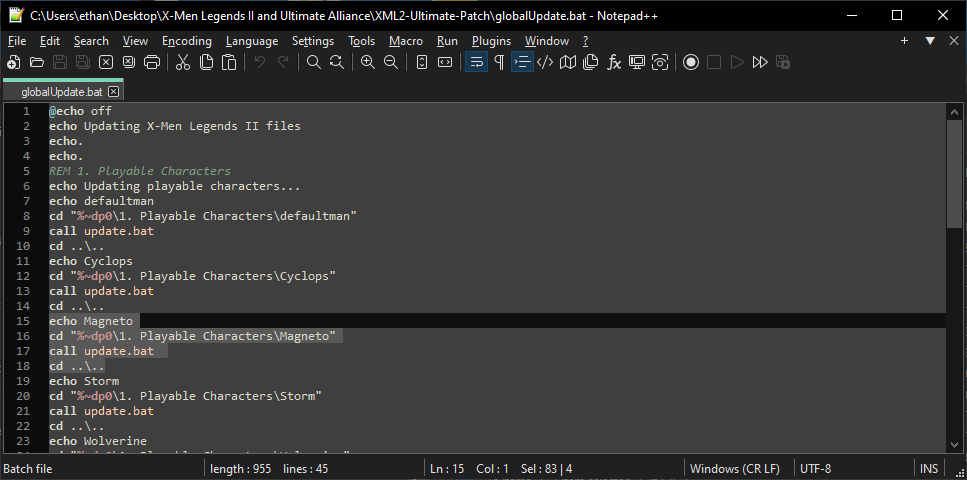 C:\Users\ethan\Desktop\X-Men Legends II and Ultimate Alliance\XML2-Ultimate-Patch\globalUpdate.bat - Notepad++
File Edit Search View Encoding Language Settings Tools Macro Run Plugins Window ?
globalUpdate.bat
1 @echo off
2 echo Updating X-Men Legends II files
3 echo.
4 echo.
5 REM 1. Playable Characters
6 echo Updating playable characters...
7 echo defaultman
8 cd "%~dp0\1. Playable Characters\defaultman"
9 call update.bat
10 cd ..\..
11 echo Cyclops
12 cd "%~dp0\1. Playable Characters\Cyclops"
13 call update.bat
14 cd ..\..
15 echo Magneto
16 cd "%~dp0\1. Playable Characters\Magneto"
17 call update.bat
18 cd ..\..
19 echo Storm
20 cd "%~dp0\1. Playable Characters\Storm"
21 call update.bat
22 cd ..\..
23 echo Wolverine
Batch file length : 955 lines : 45 Ln : 15 Col : 1 Sel : 83 | 4 Windows (CR LF) UTF-8 INS